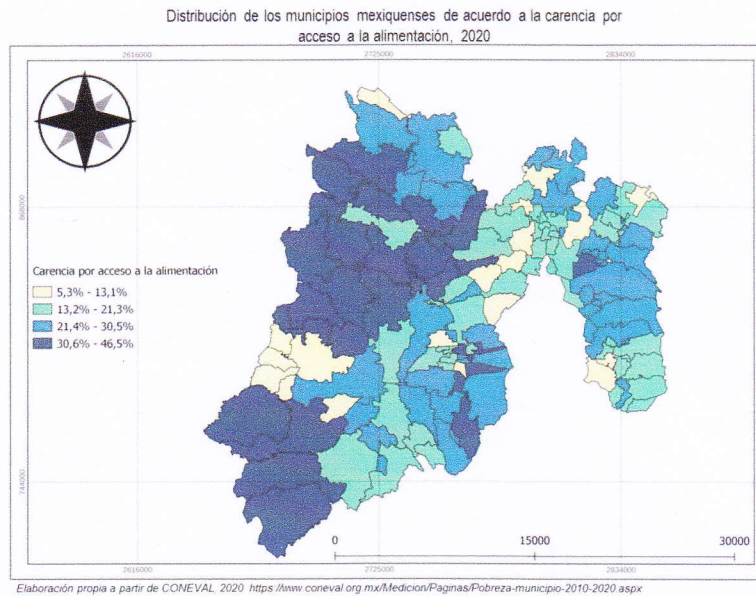 Distribución de los municipios mexiquenses de acuerdo a la carencia por
acceso a la alimentación, 2020
2616000 2725000 2834000
868000
Carencia por acceso a la alimentación
5,3% - 13,1%
13,2% - 21,3%
21,4% - 30,5%
30,6% - 46,5%
744000
0 15000 30000
2616000 2725000 2834000
Elaboración propia a partir de CONEVAL, 2020 https://www.coneval.org.mx/Medicion/Paginas/Pobreza-municipio-2010-2020.aspx